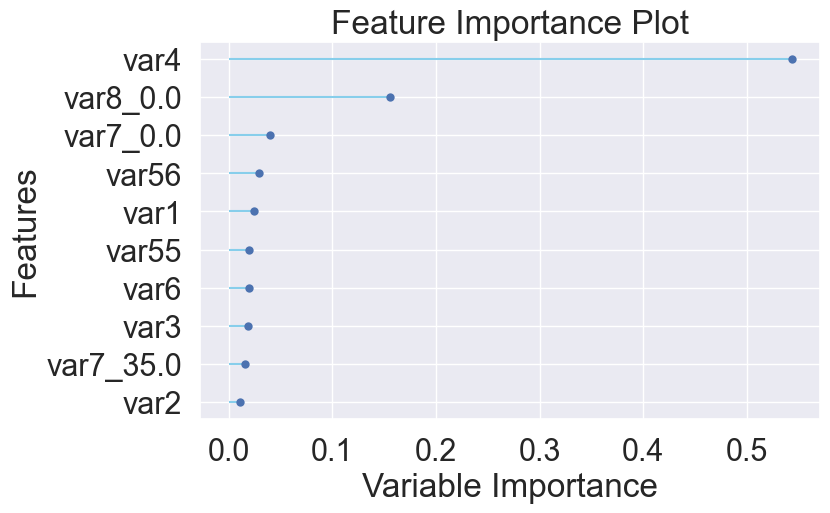 Feature Importance Plot
var4
var8_0.0
var7_0.0
var56
var1
var55
var6
var3
var7_35.0
var2
Features
0.0 0.1 0.2 0.3 0.4 0.5
Variable Importance